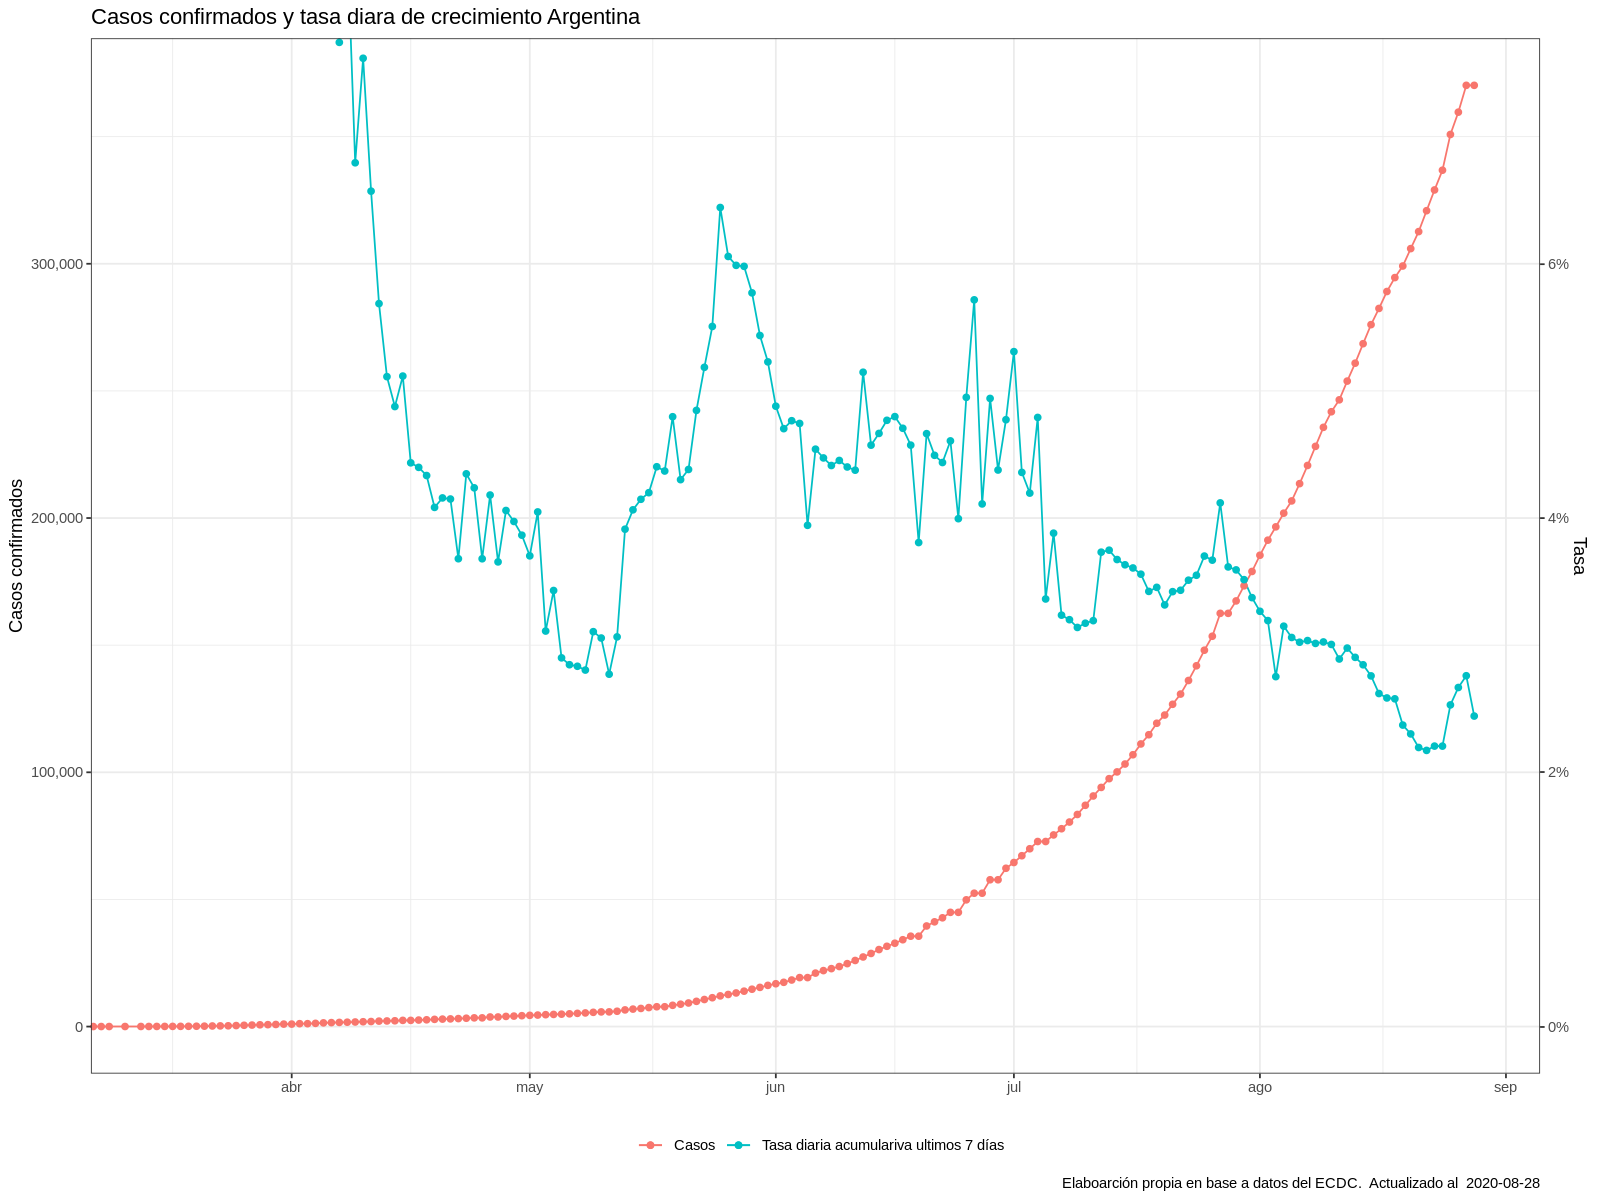 Casos confirmados y tasa diara de crecimiento Argentina
Casos confirmados
300,000
200,000
100,000
0
6%
4%
2%
0%
Tasa
abr
may
jun
jul
ago
sep
Casos
Tasa diaria acumulariva ultimos 7 días
Elaboarción propia en base a datos del ECDC.  Actualizado al  2020-08-28